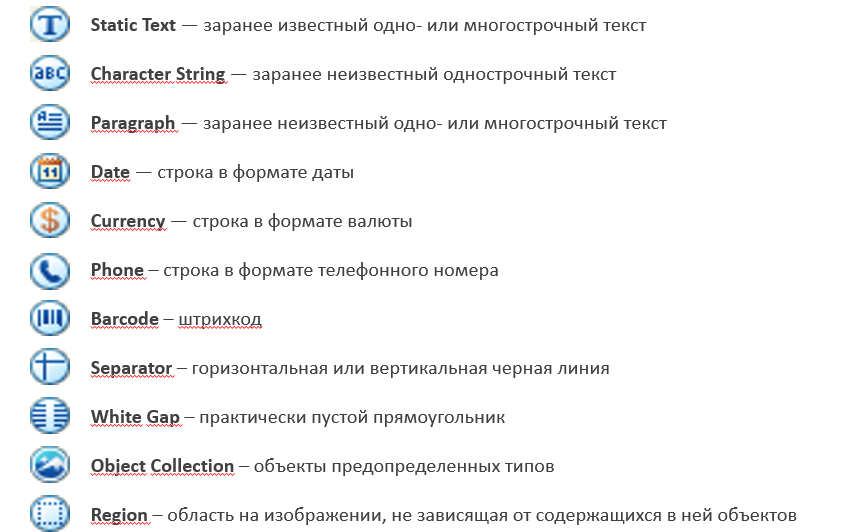 T Static Text — заранее известный одно- или многострочный текст
aBC Character String — заранее неизвестный однострочный текст
A Paragraph — заранее неизвестный одно- или многострочный текст
11 Date — строка в формате даты
$ Currency — строка в формате валюты
Phone – строка в формате телефонного номера
Barcode – штрихкод
Separator – горизонтальная или вертикальная черная линия
White Gap – практически пустой прямоугольник
Object Collection – объекты предопределенных типов
Region – область на изображении, не зависящая от содержащихся в ней объектов